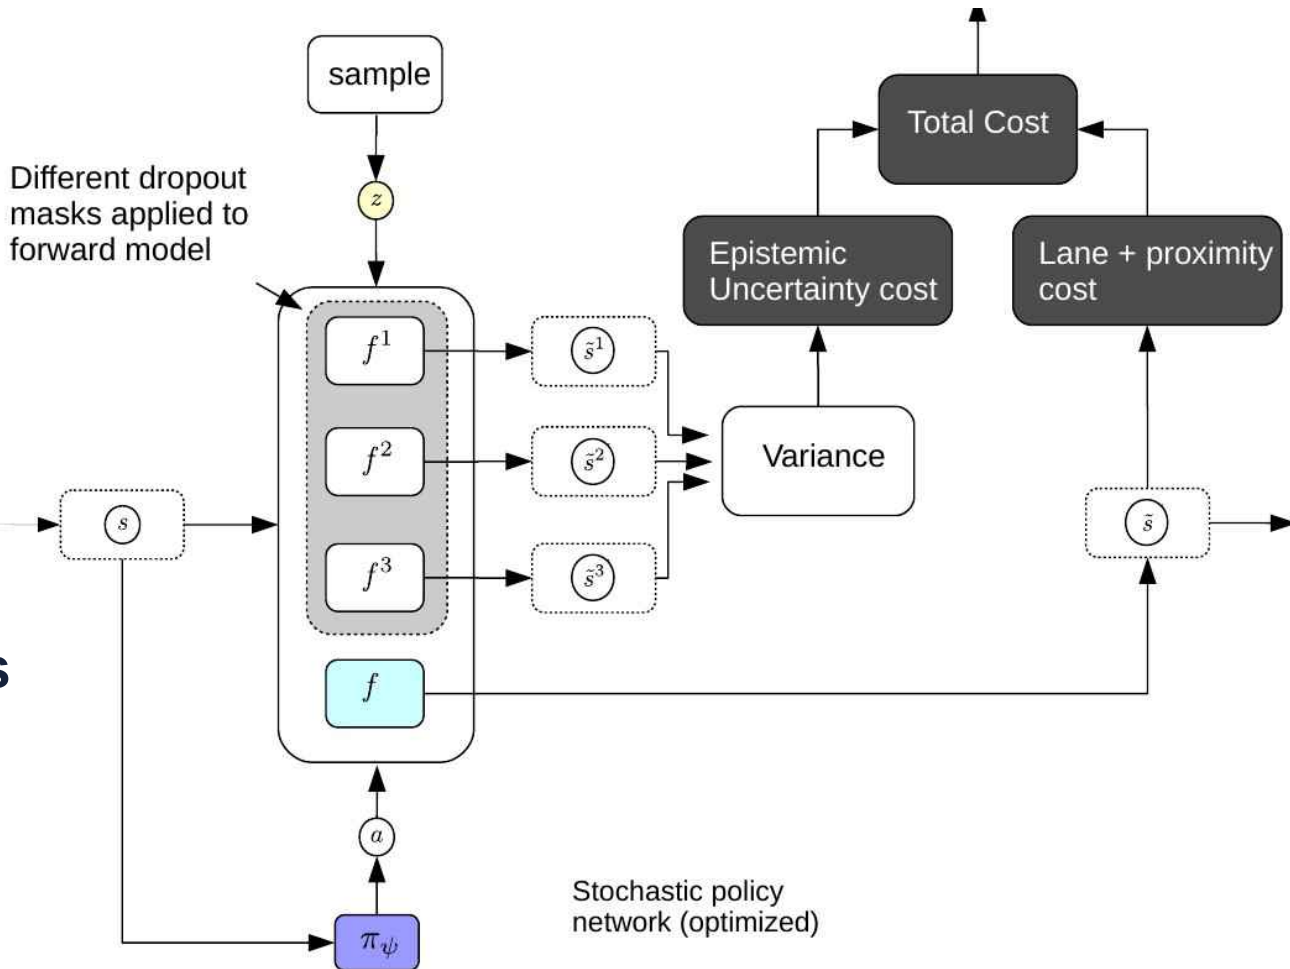 sample
Different dropout
masks applied to
forward model
z
Total Cost
Epistemic
Uncertainty cost
Lane + proximity
cost
f¹
s̃¹
f²
s̃²
Variance
s
s̃
f³
s̃³
s
f
a
Stochastic policy
network (optimized)
π_ψ